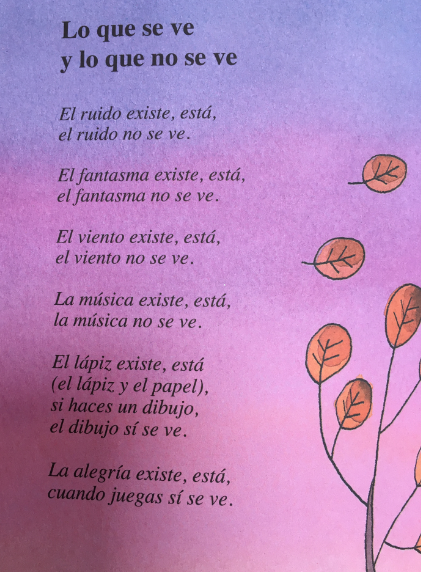 Lo que se ve
y lo que no se ve
El ruido existe, está,
el ruido no se ve.
El fantasma existe, está,
el fantasma no se ve.
El viento existe, está,
el viento no se ve.
La música existe, está,
la música no se ve.
El lápiz existe, está
(el lápiz y el papel),
si haces un dibujo,
el dibujo sí se ve.
La alegría existe, está,
cuando juegas sí se ve.